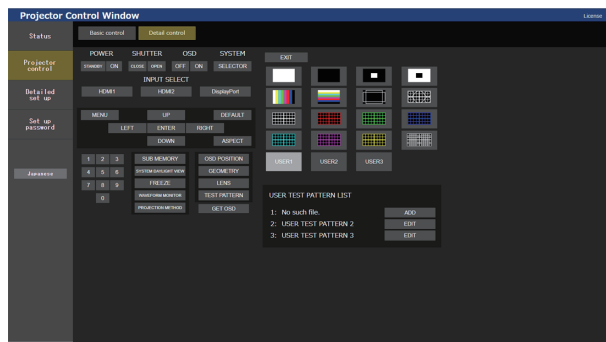 Projector Control Window
License
Status
Projector
control
Detailed
set up
Set up
password
Japanese
Basic control
Detail control
POWER SHUTTER OSD SYSTEM
STANDBY ON CLOSE OPEN OFF ON SELECTOR
INPUT SELECT
HDMI1 HDMI2 DisplayPort
MENU UP DEFAULT
LEFT ENTER RIGHT
DOWN ASPECT
1 2 3 SUB MEMORY OSD POSITION
4 5 6 SYSTEM DAYLIGHT VIEW GEOMETRY
7 8 9 FREEZE LENS
0 WAVEFORM MONITOR TEST PATTERN
PROJECTION METHOD GET OSD
EXIT
USER1 USER2 USER3
USER TEST PATTERN LIST
1: No such file. ADD
2: USER TEST PATTERN 2 EDIT
3: USER TEST PATTERN 3 EDIT